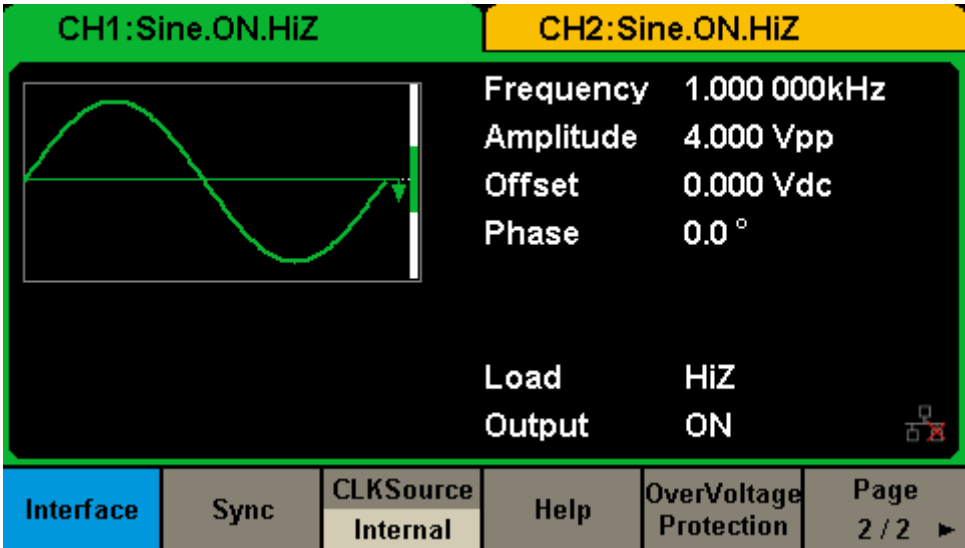 CH1:Sine.ON.HiZ
CH2:Sine.ON.HiZ
Frequency 1.000 000kHz
Amplitude 4.000 Vpp
Offset 0.000 Vdc
Phase 0.0 °
Load HiZ
Output ON
Interface
Sync
CLKSource
Internal
Help
OverVoltage
Protection
Page
2 / 2 ►